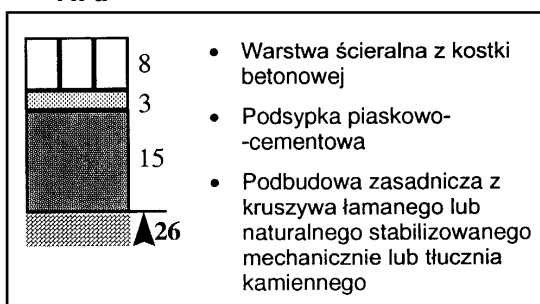 8
3
15
26
• Warstwa ścieralna z kostki
betonowej
• Podsypka piaskowo-
-cementowa
• Podbudowa zasadnicza z
kruszywa łamanego lub
naturalnego stabilizowanego
mechanicznie lub tłucznia
kamiennego